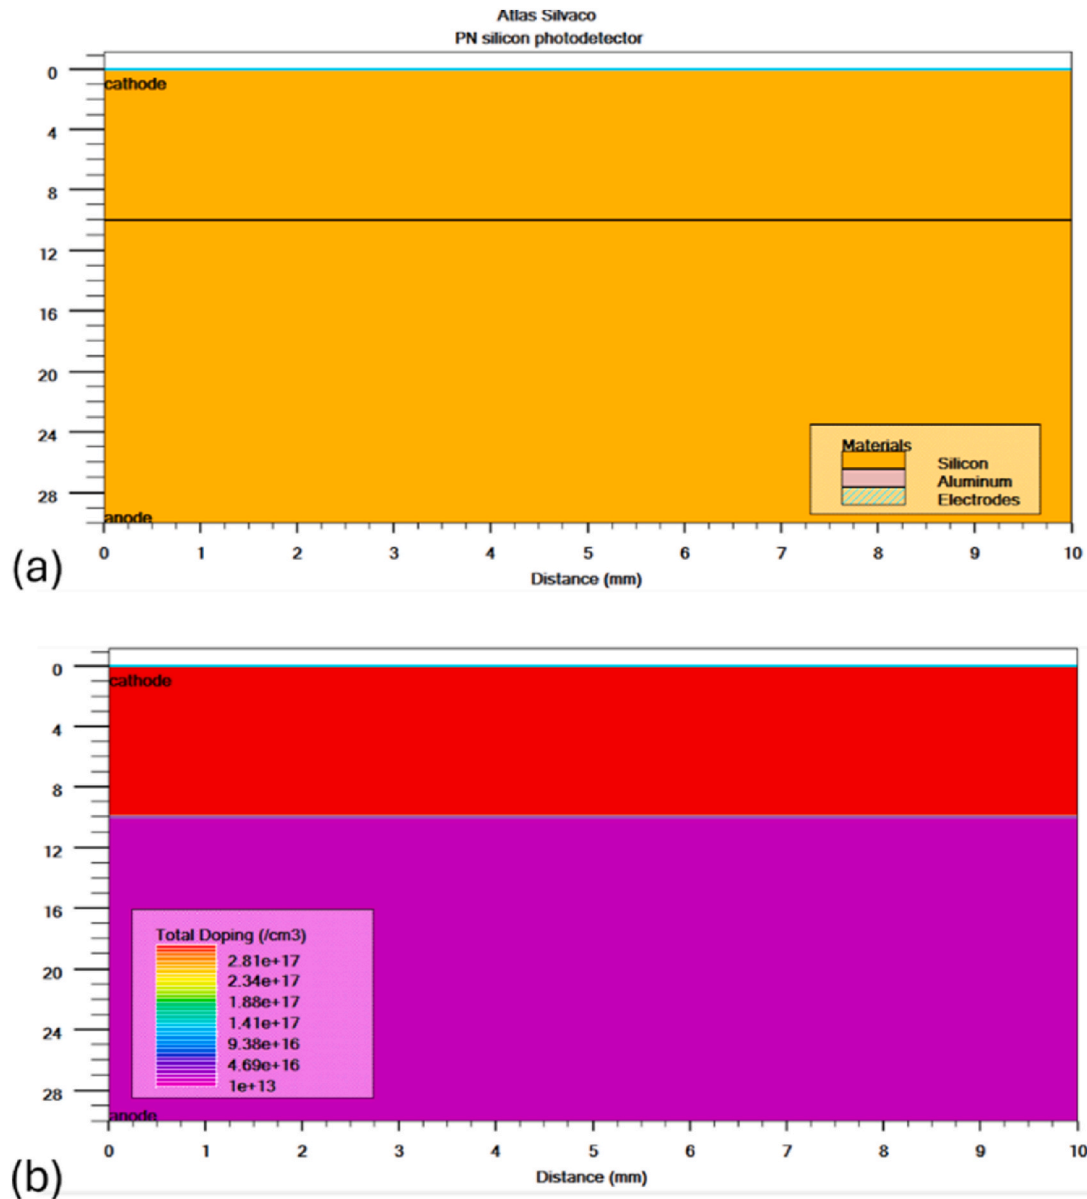 Atlas Silvaco
PN silicon photodetector
0
cathode
4
8
12
16
20
24
28
anode
Materials
Silicon
Aluminum
Electrodes
0 1 2 3 4 5 6 7 8 9 10
Distance (mm)
(a)
0
cathode
4
8
12
16
20
24
28
anode
Total Doping (/cm3)
2.81e+17
2.34e+17
1.88e+17
1.41e+17
9.38e+16
4.69e+16
1e+13
0 1 2 3 4 5 6 7 8 9 10
Distance (mm)
(b)